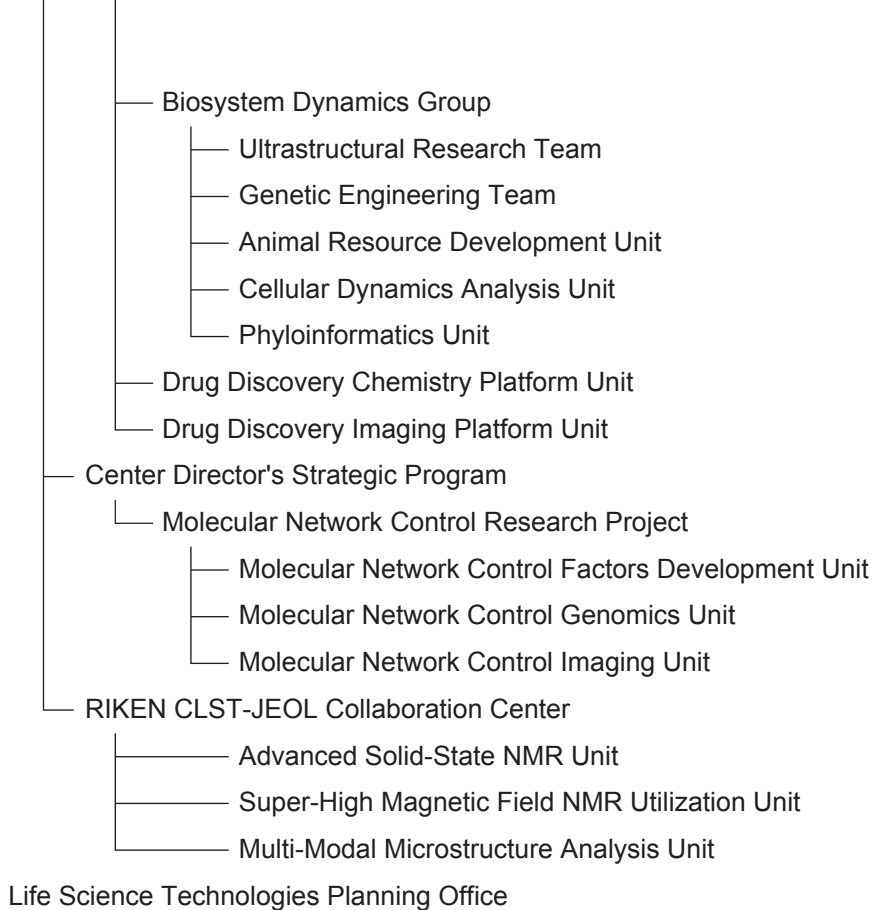 Biosystem Dynamics Group
Ultrastructural Research Team
Genetic Engineering Team
Animal Resource Development Unit
Cellular Dynamics Analysis Unit
Phyloinformatics Unit
Drug Discovery Chemistry Platform Unit
Drug Discovery Imaging Platform Unit
Center Director's Strategic Program
Molecular Network Control Research Project
Molecular Network Control Factors Development Unit
Molecular Network Control Genomics Unit
Molecular Network Control Imaging Unit
RIKEN CLST-JEOL Collaboration Center
Advanced Solid-State NMR Unit
Super-High Magnetic Field NMR Utilization Unit
Multi-Modal Microstructure Analysis Unit
Life Science Technologies Planning Office